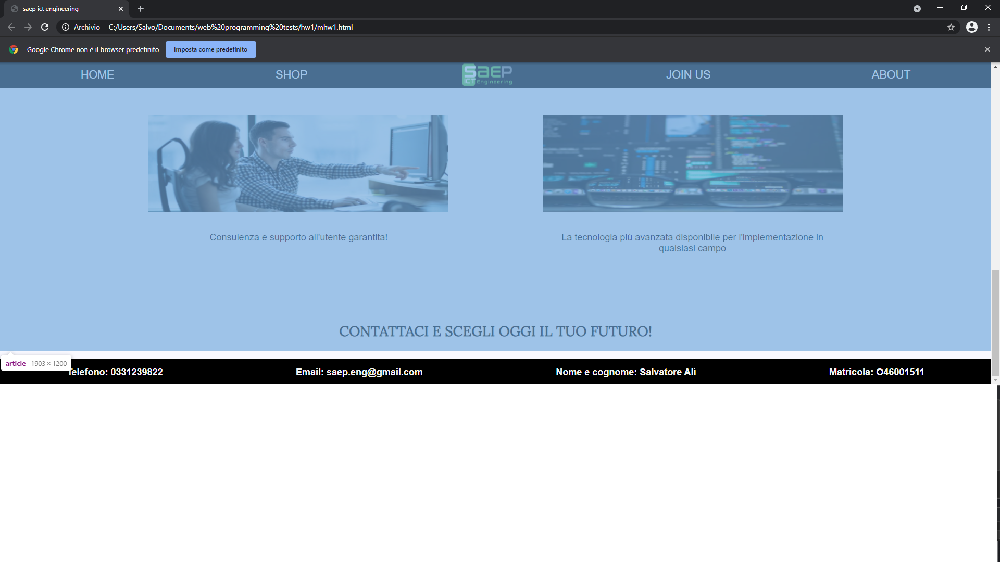 saep ict engineering
Archivio C:/Users/Salvo/Documents/web%20programming%20tests/hw1/mhw1.html
Google Chrome non è il browser predefinito Imposta come predefinito
HOME SHOP saep ICT Engineering JOIN US ABOUT
Consulenza e supporto all'utente garantita!
La tecnologia piú avanzata disponibile per l'implementazione in
qualsiasi campo
CONTATTACI E SCEGLI OGGI IL TUO FUTURO!
article 1903 × 1200
Telefono: 0331239822 Email: saep.eng@gmail.com Nome e cognome: Salvatore Alí Matricola: O46001511